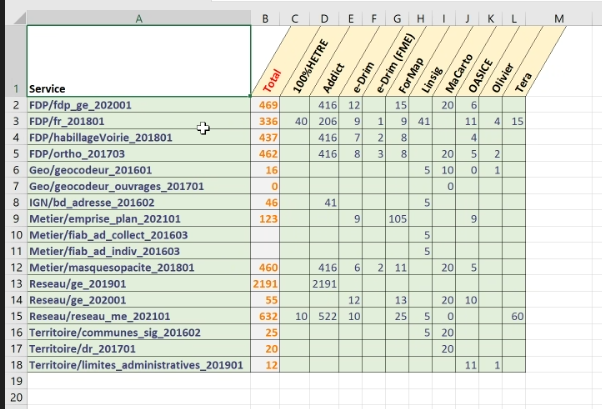 A B C D E F G H I J K L M
1 Service Total 100%HETRE Addict e-Drim e-Drim (FME) ForMap Linsig MaCarto OASICE Olivier Tera
2 FDP/fdp_ge_202001 469 416 12 15 20 6
3 FDP/fr_201801 336 40 206 9 1 9 41 11 4 15
4 FDP/habillageVoirie_201801 437 416 7 2 8 4
5 FDP/ortho_201703 462 416 8 3 8 20 5 2
6 Geo/geocodeur_201601 16 5 10 0 1
7 Geo/geocodeur_ouvrages_201701 0 0
8 IGN/bd_adresse_201602 46 41 5
9 Metier/emprise_plan_202101 123 9 105 9
10 Metier/fiab_ad_collect_201603 5
11 Metier/fiab_ad_indiv_201603 5
12 Metier/masquesopacite_201801 460 416 6 2 11 20 5
13 Reseau/ge_201901 2191 2191
14 Reseau/ge_202001 55 12 13 20 10
15 Reseau/reseau_me_202101 632 10 522 10 25 5 0 60
16 Territoire/communes_sig_201602 25 5 20
17 Territoire/dr_201701 20 20
18 Territoire/limites_administratives_201901 12 11 1
19
20